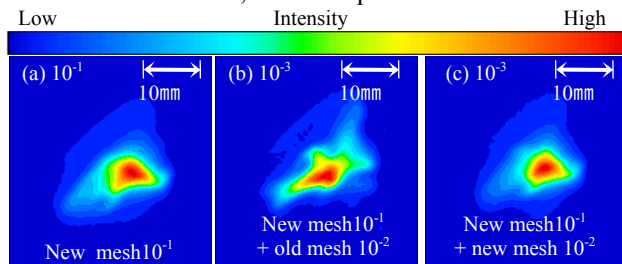 Low Intensity High
(a) 10-1 (b) 10-3 (c) 10-3
10mm 10mm 10mm
New mesh10-1 New mesh10-1 New mesh10-1
+ old mesh 10-2 + new mesh 10-2